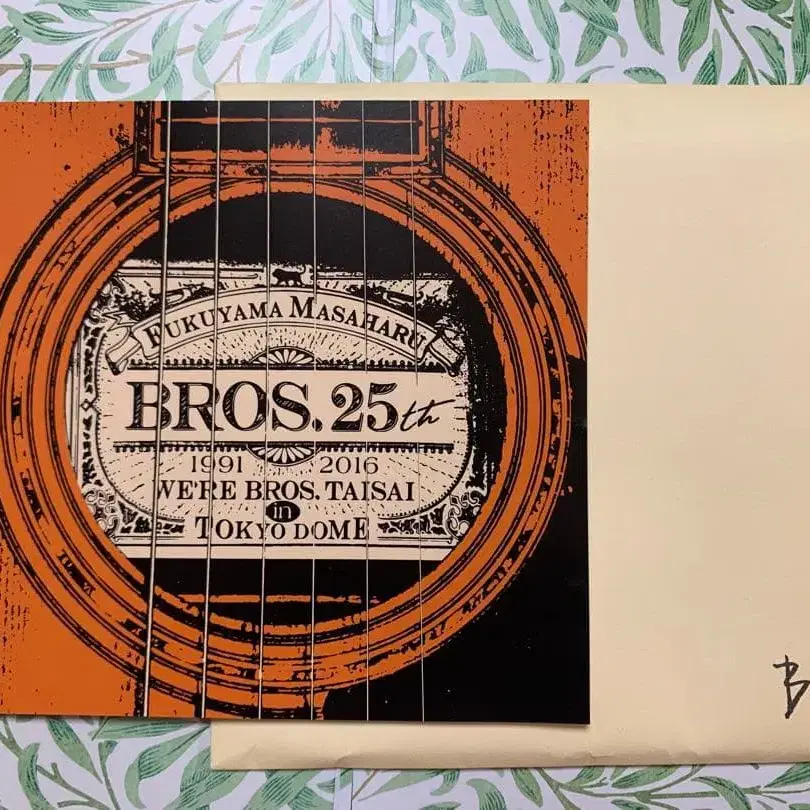 FUKUYAMA MASAHARU
BROS. 25th
1991 2016
WE'RE BROS. TAISAI
in
TOKYO DOME
B